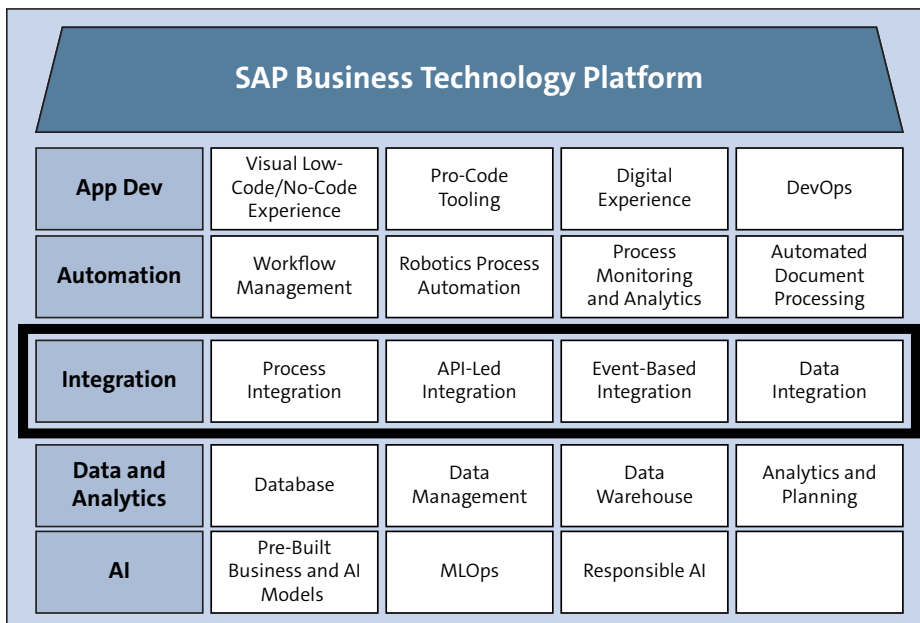 SAP Business Technology Platform
App Dev
Visual Low-
Code/No-Code
Experience
Pro-Code
Tooling
Digital
Experience
DevOps
Automation
Workflow
Management
Robotics Process
Automation
Process
Monitoring
and Analytics
Automated
Document
Processing
Integration
Process
Integration
API-Led
Integration
Event-Based
Integration
Data
Integration
Data and
Analytics
Database
Data
Management
Data
Warehouse
Analytics and
Planning
AI
Pre-Built
Business and AI
Models
MLOps
Responsible AI